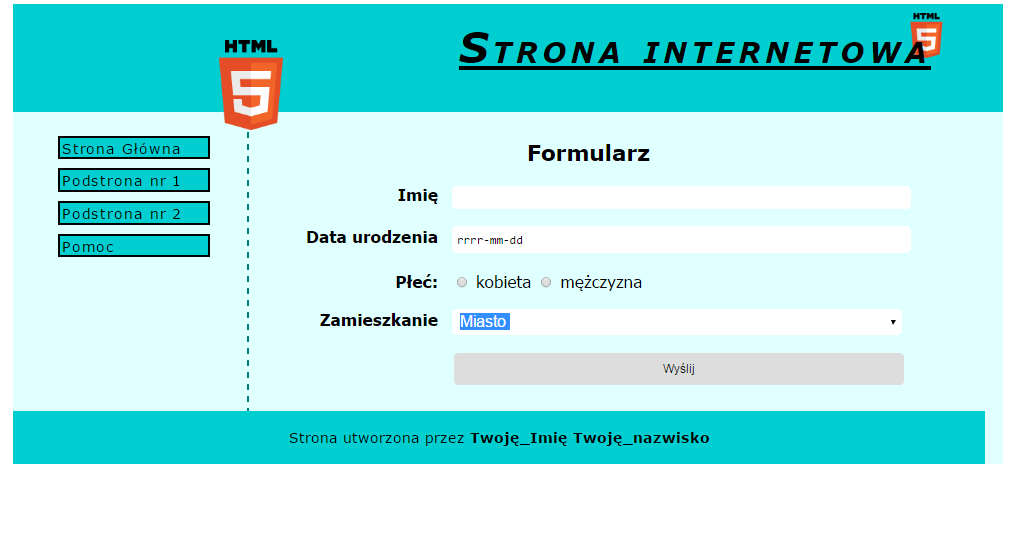 HTML
5
HTML
5
Strona internetowa
Strona Główna
Podstrona nr 1
Podstrona nr 2
Pomoc
Formularz
Imię
Data urodzenia rrrr-mm-dd
Płeć: kobieta mężczyzna
Zamieszkanie Miasto
Wyślij
Strona utworzona przez Twoję_Imię Twoję_nazwisko